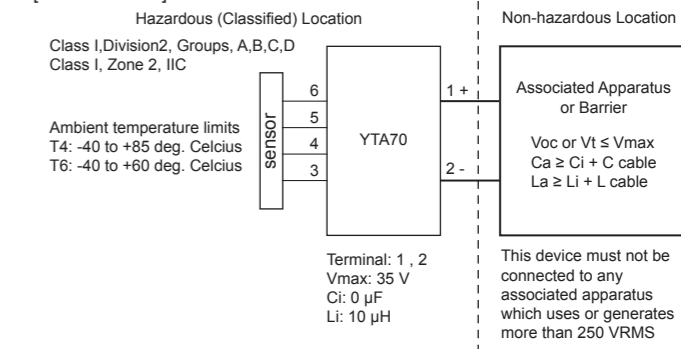 Hazardous (Classified) Location
Class I,Division2, Groups, A,B,C,D
Class I, Zone 2, IIC
Ambient temperature limits
T4: -40 to +85 deg. Celcius
T6: -40 to +60 deg. Celcius
sensor
6
5
4
3
YTA70
1 +
2 -
Terminal: 1 , 2
Vmax: 35 V
Ci: 0 µF
Li: 10 µH
Non-hazardous Location
Associated Apparatus
or Barrier
Voc or Vt ≤ Vmax
Ca ≥ Ci + C cable
La ≥ Li + L cable
This device must not be
connected to any
associated apparatus
which uses or generates
more than 250 VRMS